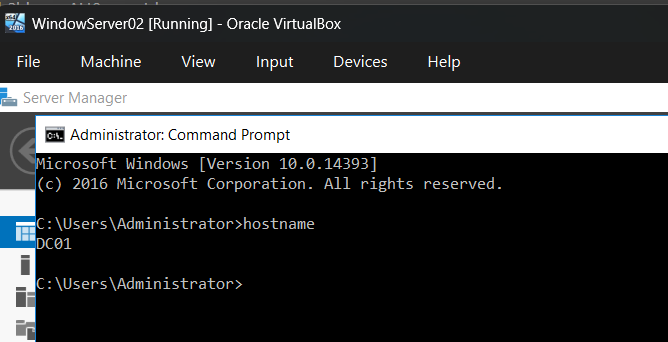 WindowServer02 [Running] - Oracle VirtualBox
File Machine View Input Devices Help
Server Manager
Administrator: Command Prompt
Microsoft Windows [Version 10.0.14393]
(c) 2016 Microsoft Corporation. All rights reserved.
C:\Users\Administrator>hostname
DC01
C:\Users\Administrator>